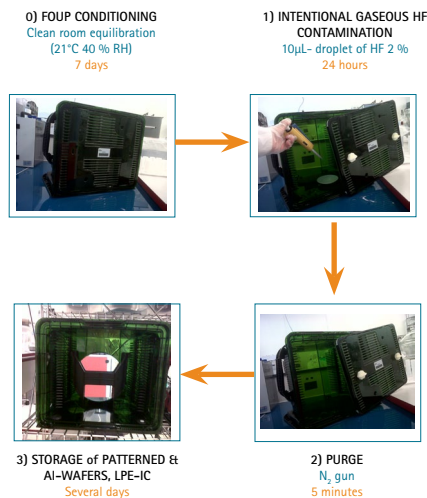 0) FOUP CONDITIONING
Clean room equilibration
(21°C 40 % RH)
7 days
1) INTENTIONAL GASEOUS HF
CONTAMINATION
10µL- droplet of HF 2 %
24 hours
3) STORAGE of PATTERNED &
Al-WAFERS, LPE-IC
Several days
2) PURGE
N₂ gun
5 minutes